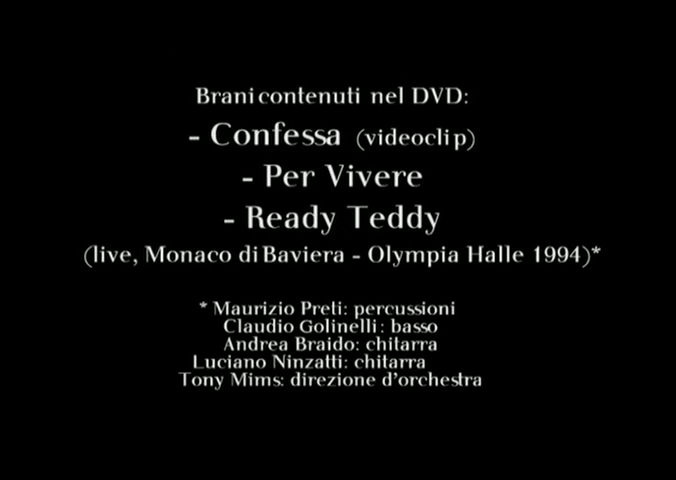 Brani contenuti nel DVD:
- Confessa (videoclip)
- Per Vivere
- Ready Teddy
(live, Monaco di Baviera - Olympia Halle 1994)*
* Maurizio Preti: percussioni
Claudio Golinelli: basso
Andrea Braido: chitarra
Luciano Ninzatti: chitarra
Tony Mims: direzione d'orchestra